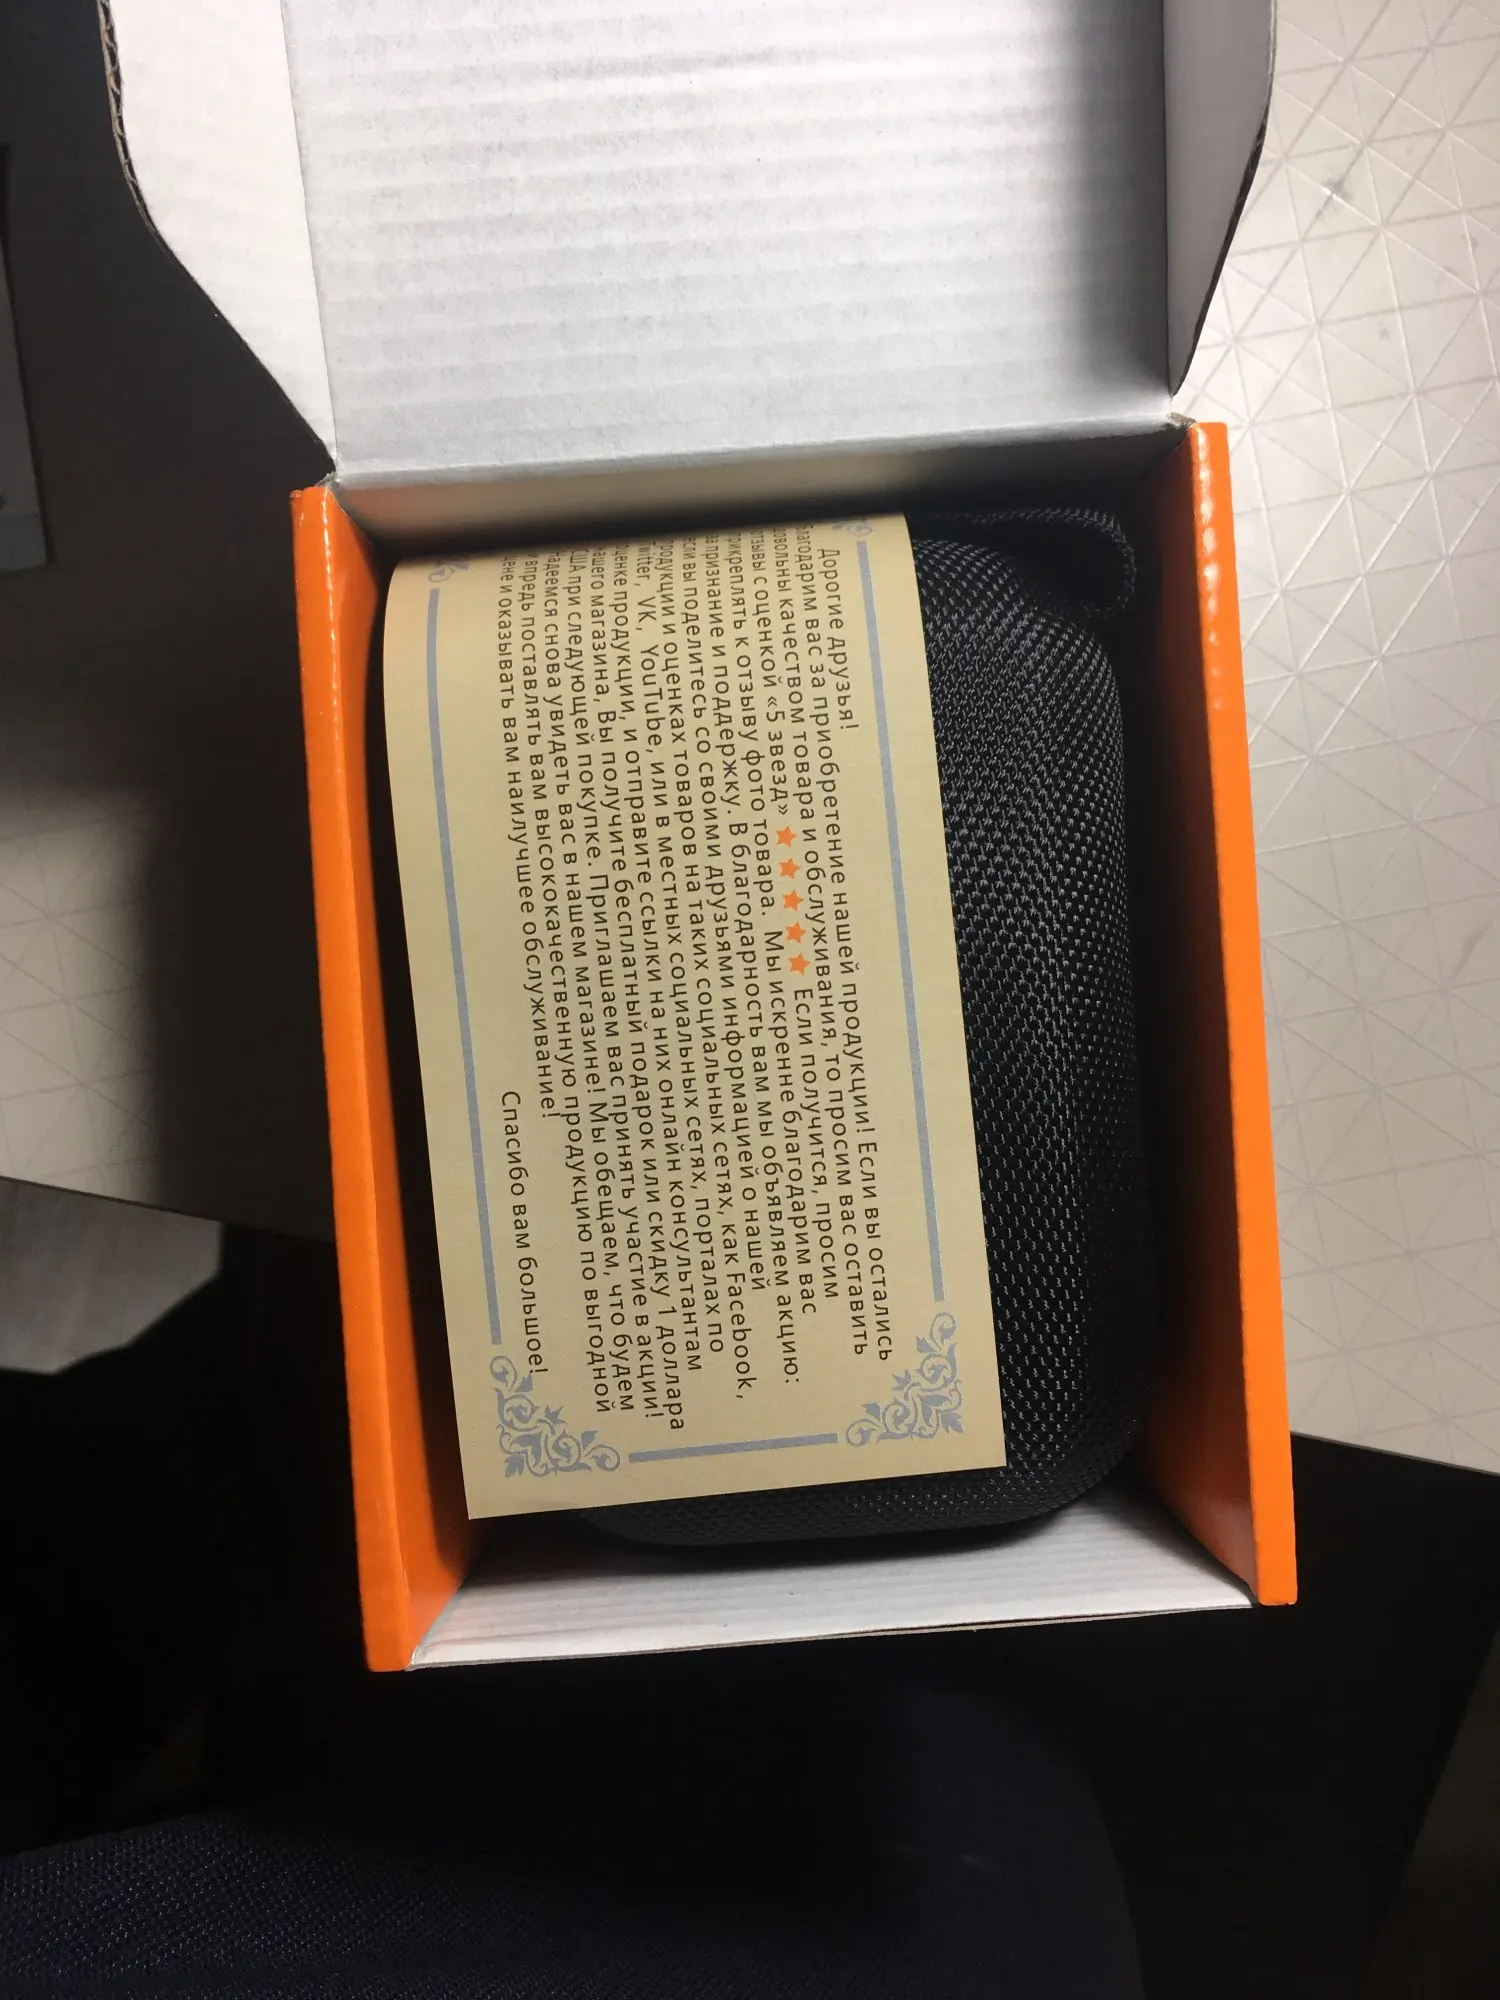 Дорогие друзья!
Благодарим вас за приобретение нашей продукции! Если вы остались
довольны качеством товара и обслуживания, то просим вас оставить
отзывы с оценкой «5 звезд» ★★★★★ Если получится, просим
прикреплять к отзыву фото товара. Мы искренне благодарим вас
за признание и поддержку. В благодарность вам мы объявляем акцию:
если вы поделитесь со своими друзьями информацией о нашей
продукции и оценках товаров на таких социальных сетях, как Facebook,
Twitter, VK, YouTube, или в местных социальных сетях, порталах по
оценке продукции, и отправите ссылки на них онлайн консультантам
нашего магазина, Вы получите бесплатный подарок или скидку 1 доллара
США при следующей покупке. Приглашаем вас принять участие в акции!
Надеемся снова увидеть вас в нашем магазине! Мы обещаем, что будем
и впредь поставлять вам высококачественную продукцию по выгодной
цене и оказывать вам наилучшее обслуживание!
Спасибо вам большое!